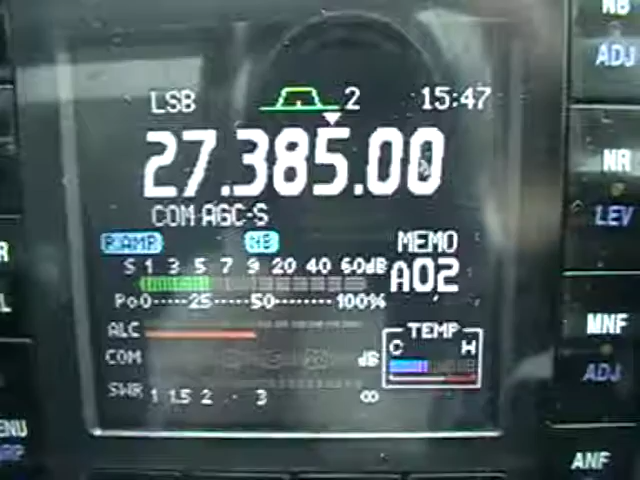 NB
LSB 2 15:47
ADJ
27.385.00
NR
COM AGC-S
LEV
P.AMP NB MEMO
S 1 3 5 7 9 20 40 60dB A02
Po0-----25-----50-------100%
MNF
ALC TEMP
C H
COM dB
ADJ
SWR 1 1.5 2 · 3 ∞
ENU
ANF